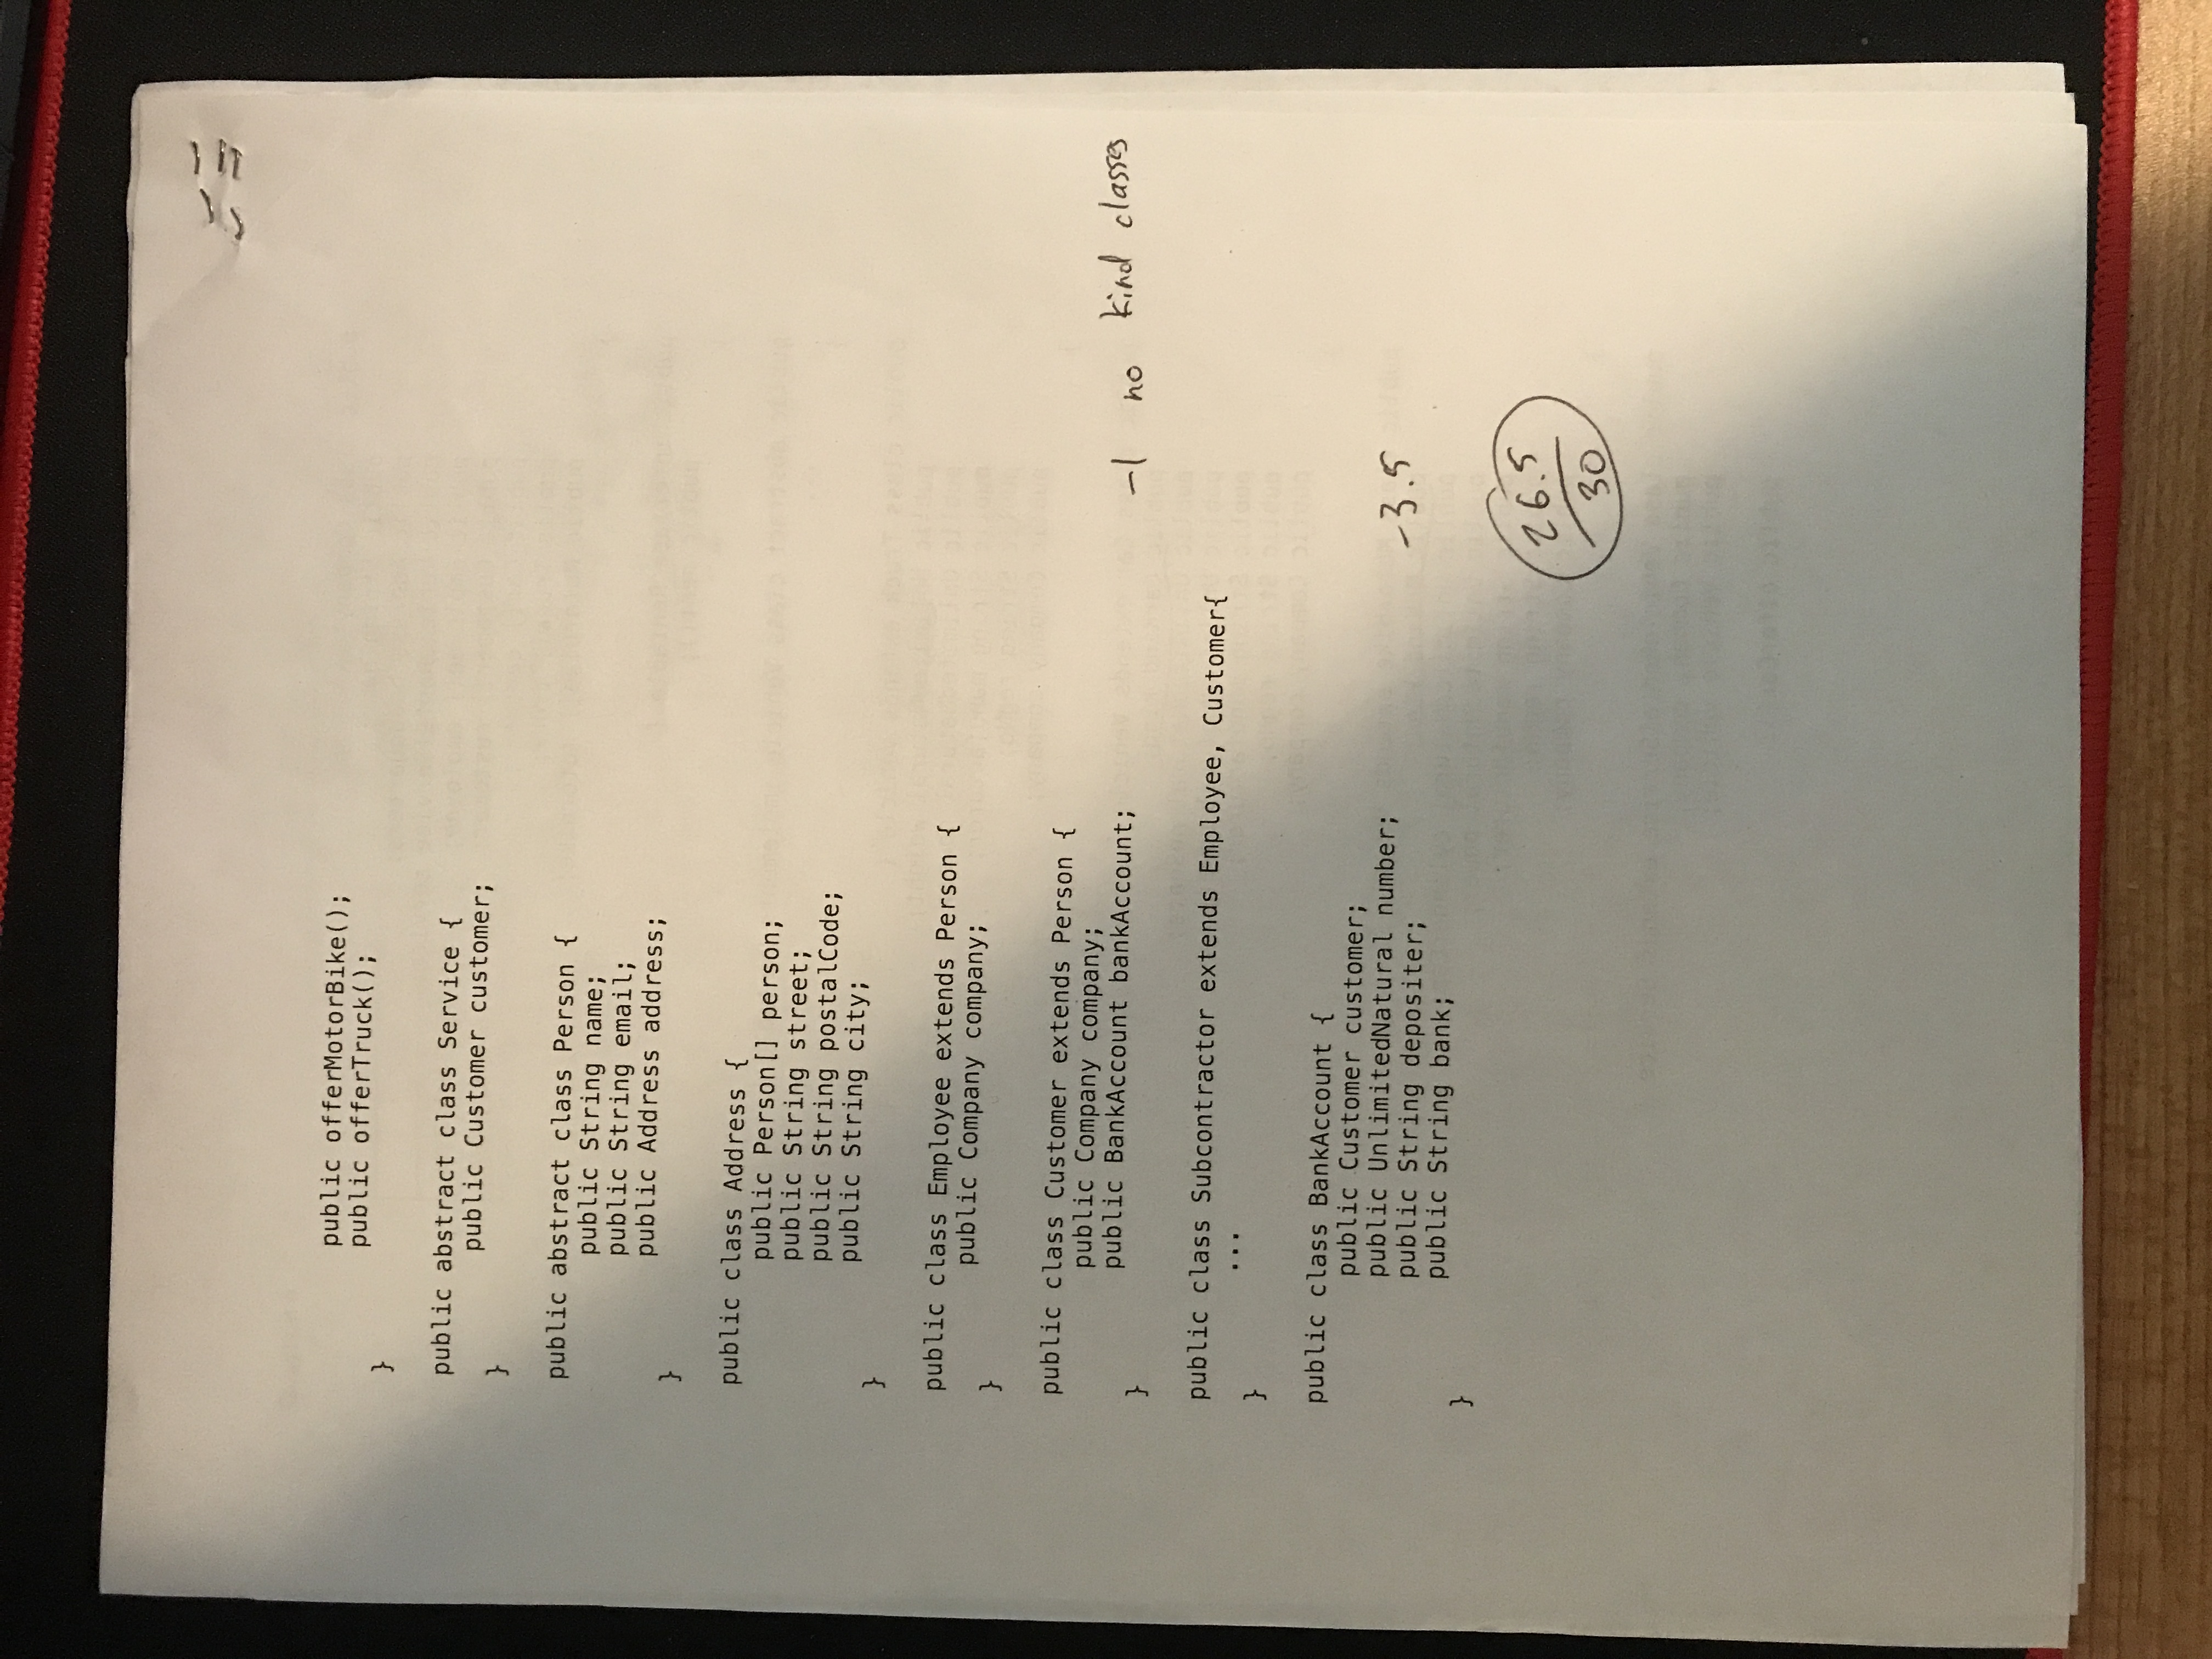 public offerMotorBike();
public offerTruck();
}
public abstract class Service {
public Customer customer;
}
public abstract class Person {
public String name;
public String email;
public Address address;
}
public class Address {
public Person[] person;
public String street;
public String postalCode;
public String city;
}
public class Employee extends Person {
public Company company;
}
public class Customer extends Person {
public Company company;
public BankAccount bankAccount;
}
-1 no kind classes
public class Subcontractor extends Employee, Customer{
...
}
public class BankAccount {
public Customer customer;
public UnlimitedNatural number;
public String depositer;
public String bank;
}
-3.5
26.5
30